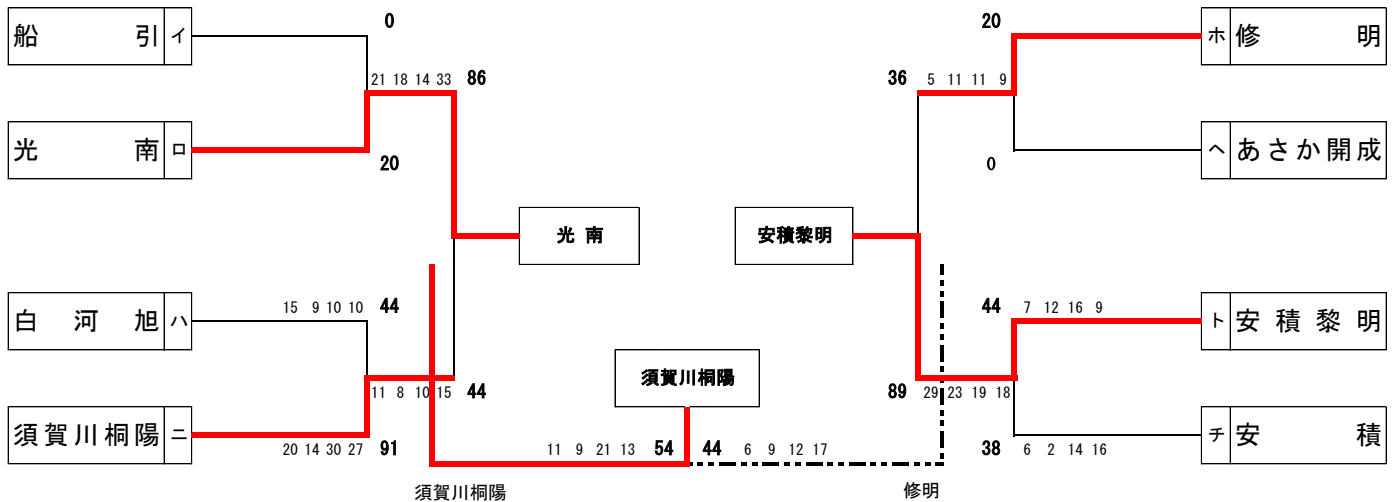 船引 イ
0
20
ホ 修明
21 18 14 33 86
36 5 11 11 9
光南 ロ
20
0
ヘ あさか開成
光南
安積黎明
白河旭 ハ
15 9 10 10 44
44 7 12 16 9
ト 安積黎明
須賀川桐陽
11 8 10 15 44
89 29 23 19 18
須賀川桐陽 ニ
20 14 30 27 91
11 9 21 13 54 44 6 9 12 17
38 6 2 14 16
チ 安積
須賀川桐陽
修明